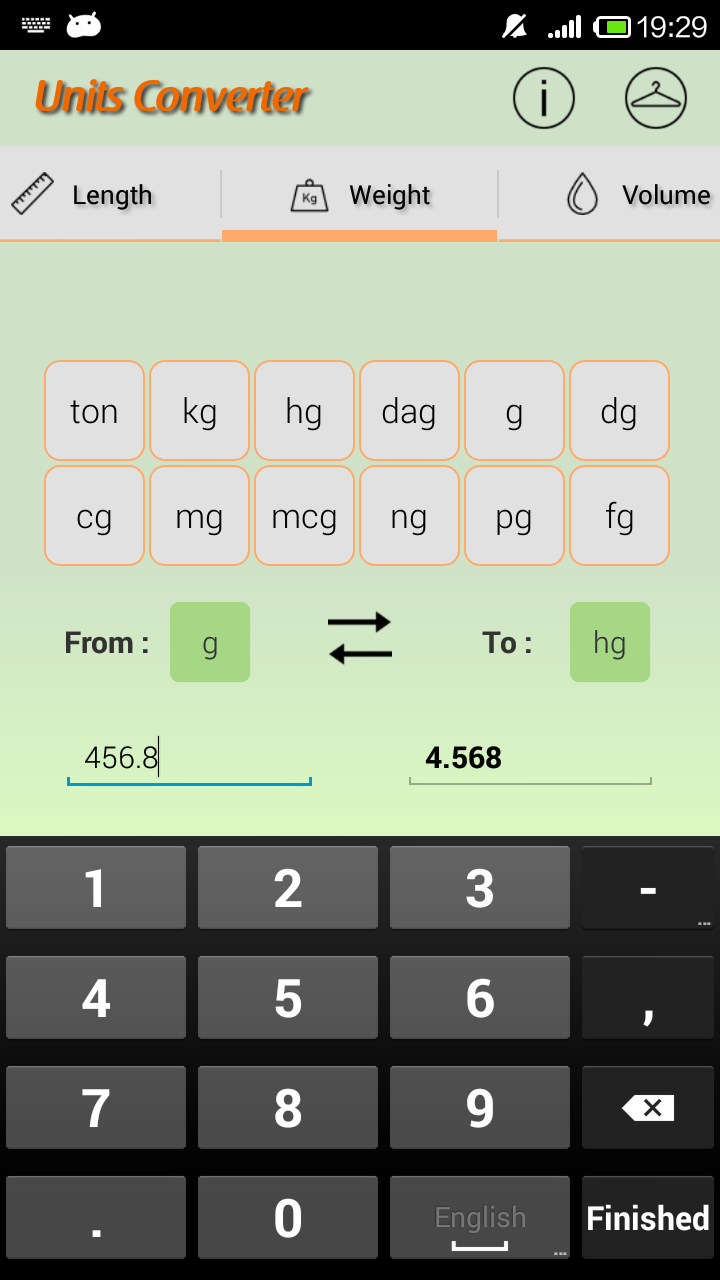 19:29
Units Converter
i
Length
Kg
Weight
Volume
ton kg hg dag g dg
cg mg mcg ng pg fg
From : g To : hg
456.8 4.568
1 2 3 -
...
4 5 6 ,
7 8 9
. 0 English Finished
...